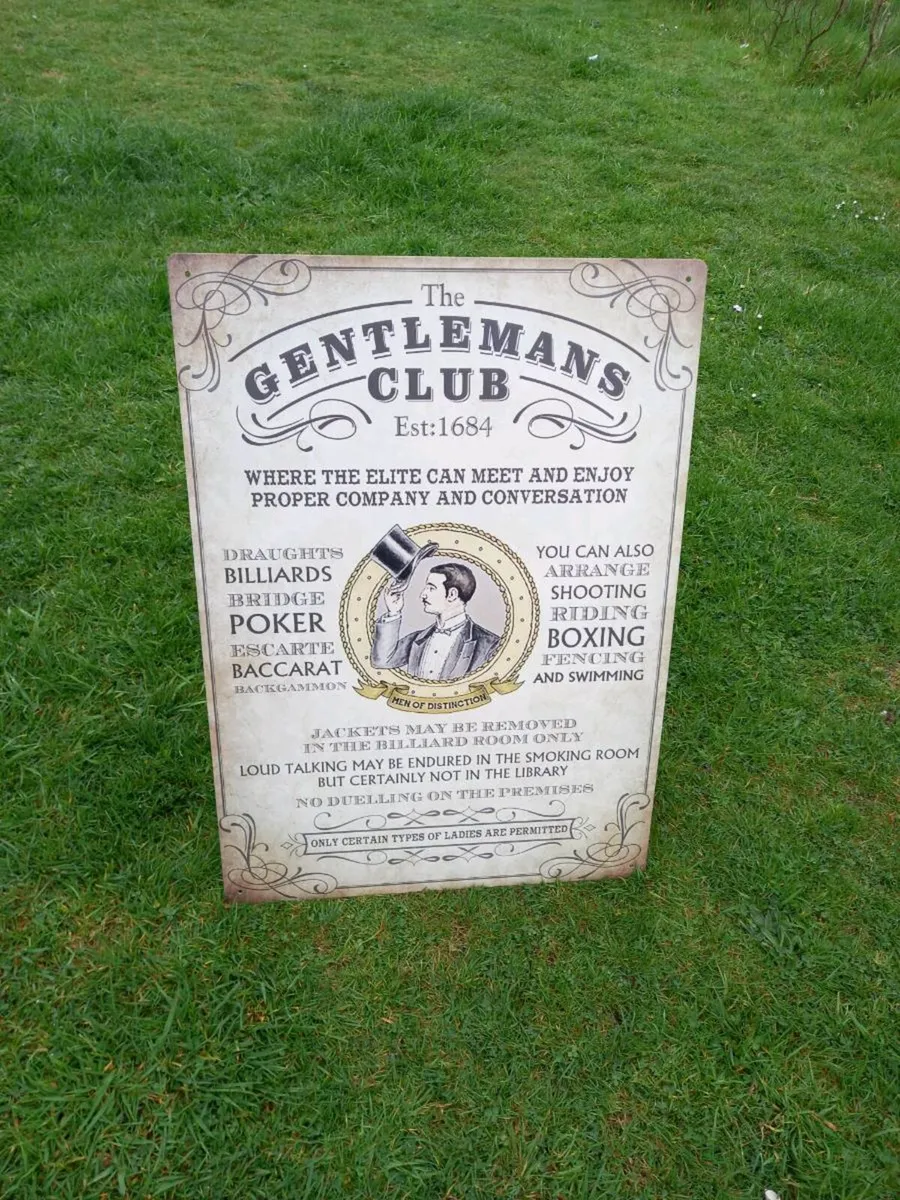 The
GENTLEMANS
CLUB
Est:1684
WHERE THE ELITE CAN MEET AND ENJOY
PROPER COMPANY AND CONVERSATION
DRAUGHTS
BILLIARDS
BRIDGE
POKER
ESCARTE
BACCARAT
BACKGAMMON
MEN OF DISTINCTION
YOU CAN ALSO
ARRANGE
SHOOTING
RIDING
BOXING
FENCING
AND SWIMMING
JACKETS MAY BE REMOVED
IN THE BILLIARD ROOM ONLY
LOUD TALKING MAY BE ENDURED IN THE SMOKING ROOM
BUT CERTAINLY NOT IN THE LIBRARY
NO DUELLING ON THE PREMISES
ONLY CERTAIN TYPES OF LADIES ARE PERMITTED